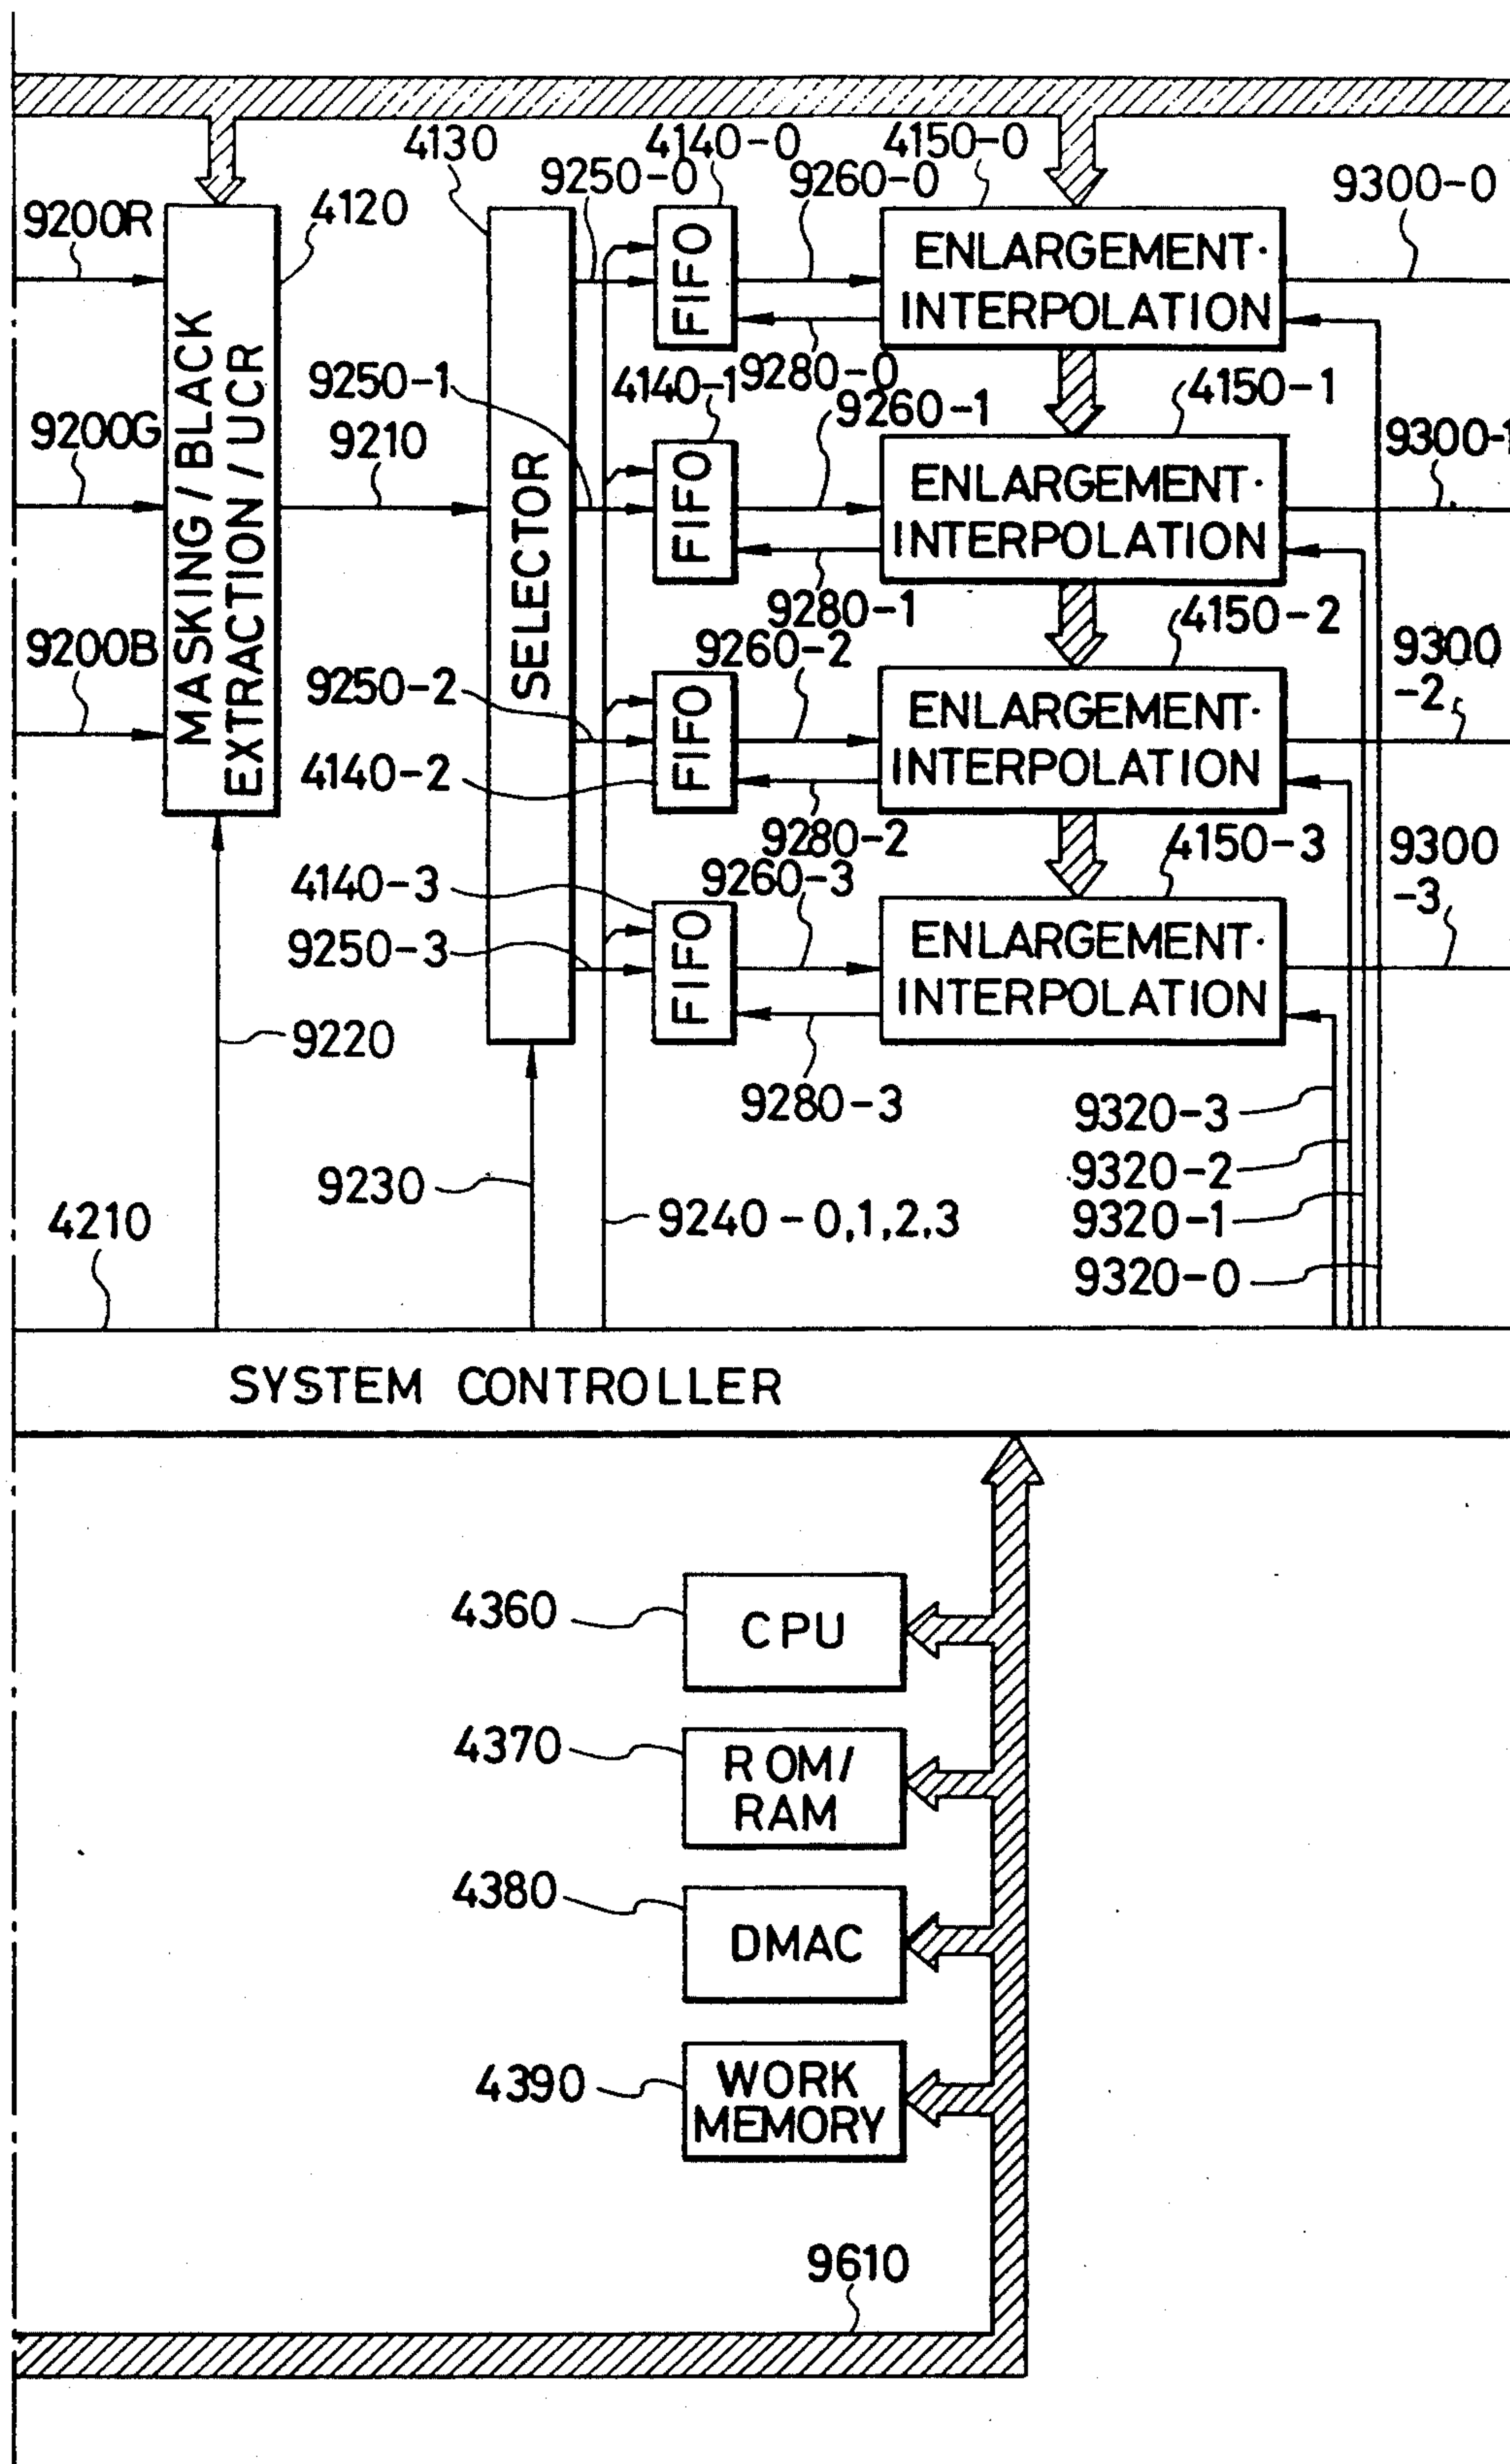 4130
4140-0
4150-0
9250-0
9260-0
9300-0
9200R
4120
FIFO
ENLARGEMENT·
INTERPOLATION
9280-0
9250-1
4140-1
9260-1
4150-1
9300-1
9200G
9210
MASKING/BLACK
EXTRACTION/UCR
SELECTOR
FIFO
ENLARGEMENT·
INTERPOLATION
9280-1
4150-2
9200B
9260-2
9300
-2
9250-2
FIFO
ENLARGEMENT·
INTERPOLATION
4140-2
9280-2
4150-3
9300
-3
4140-3
9260-3
9250-3
FIFO
ENLARGEMENT·
INTERPOLATION
9220
9280-3
9320-3
9230
9320-2
4210
9240-0,1,2,3
9320-1
9320-0
SYSTEM CONTROLLER
4360
CPU
4370
ROM/
RAM
4380
DMAC
4390
WORK
MEMORY
9610